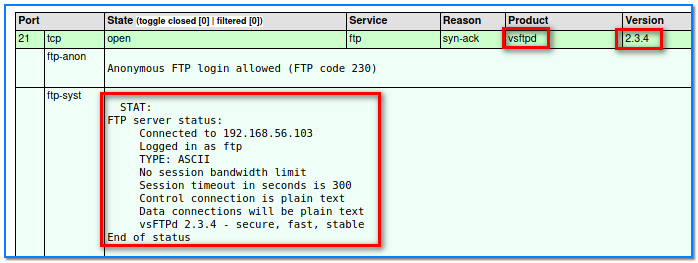 Port State (toggle closed [0] | filtered [0]) Service Reason Product Version
21 tcp open ftp syn-ack vsftpd 2.3.4
ftp-anon
Anonymous FTP login allowed (FTP code 230)
ftp-syst
STAT:
FTP server status:
Connected to 192.168.56.103
Logged in as ftp
TYPE: ASCII
No session bandwidth limit
Session timeout in seconds is 300
Control connection is plain text
Data connections will be plain text
vsFTPd 2.3.4 - secure, fast, stable
End of status